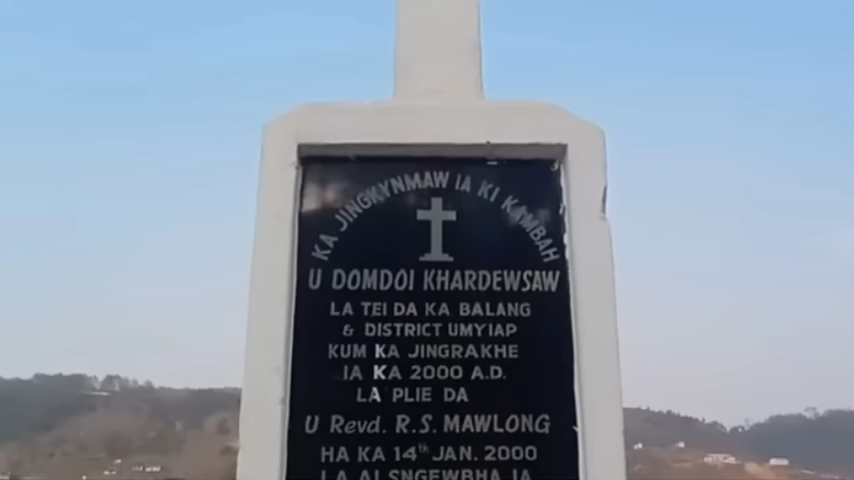 KA JINGKYNMAW IA KI KAMBAH
U DOMDOI KHARDEWSAW
LA TEI DA KA BALANG
& DISTRICT UMYIAP
KUM KA JINGRAKHE
IA KA 2000 A.D.
LA PLIE DA
U Revd. R.S. MAWLONG
HA KA 14th JAN. 2000
LA AI SNGEWBHA IA